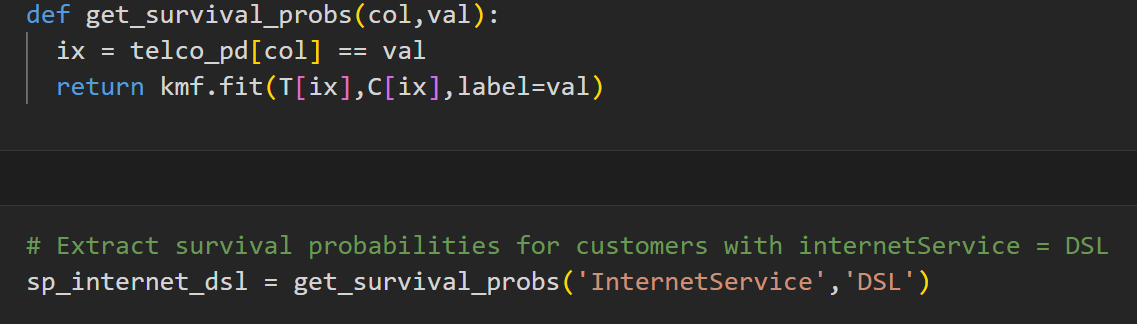 def get_survival_probs(col,val):
  ix = telco_pd[col] == val
  return kmf.fit(T[ix],C[ix],label=val)
# Extract survival probabilities for customers with internetService = DSL
sp_internet_dsl = get_survival_probs('InternetService','DSL')